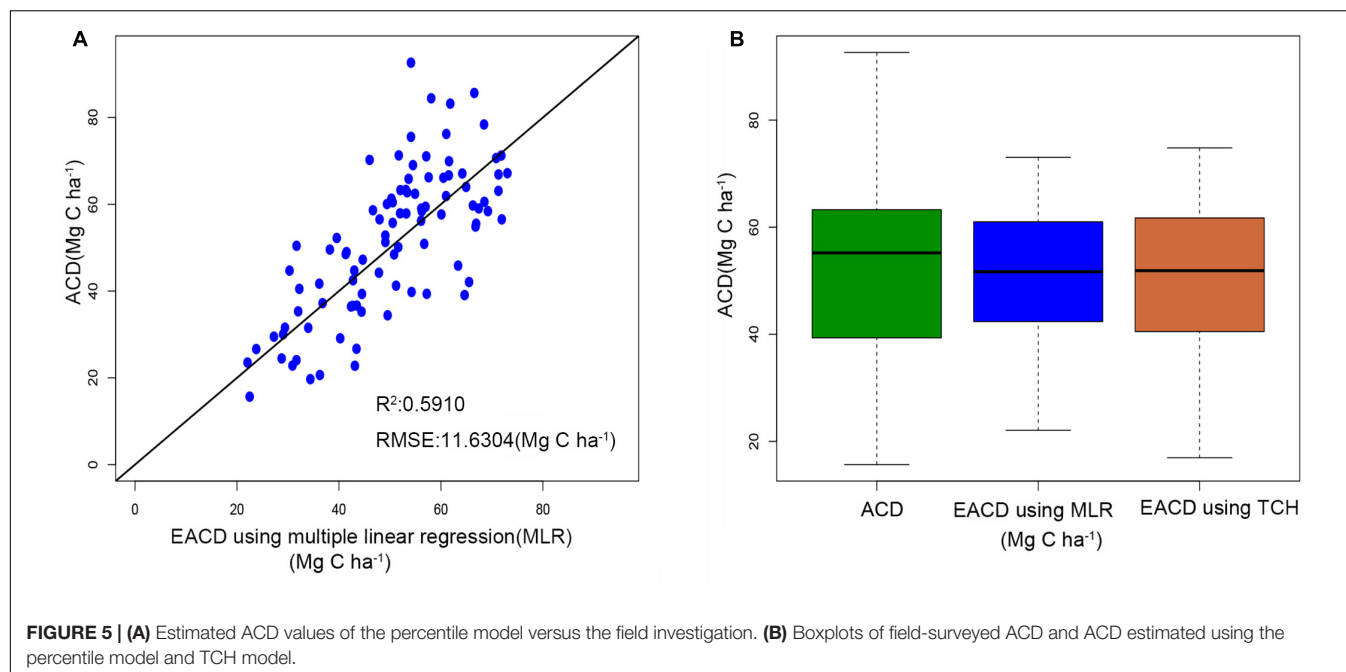 A
ACD(Mg C ha⁻¹)
80
60
40
20
0
R²:0.5910
RMSE:11.6304(Mg C ha⁻¹)
0 20 40 60 80
EACD using multiple linear regression(MLR)
(Mg C ha⁻¹)
B
ACD(Mg C ha⁻¹)
80
60
40
20
ACD EACD using MLR EACD using TCH
(Mg C ha⁻¹)
FIGURE 5 | (A) Estimated ACD values of the percentile model versus the field investigation. (B) Boxplots of field-surveyed ACD and ACD estimated using the
percentile model and TCH model.